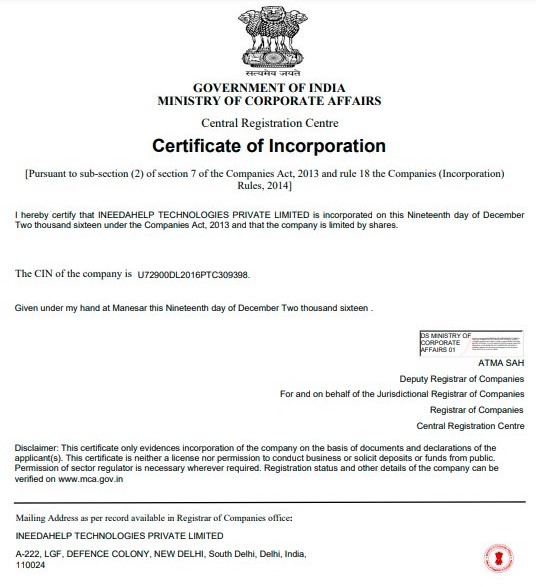 सत्यमेव जयते
GOVERNMENT OF INDIA
MINISTRY OF CORPORATE AFFAIRS
Central Registration Centre
Certificate of Incorporation
[Pursuant to sub-section (2) of section 7 of the Companies Act, 2013 and rule 18 the Companies (Incorporation)
Rules, 2014]
I hereby certify that INEEDAHELP TECHNOLOGIES PRIVATE LIMITED is incorporated on this Nineteenth day of December
Two thousand sixteen under the Companies Act, 2013 and that the company is limited by shares.
The CIN of the company is U72900DL2016PTC309398.
Given under my hand at Manesar this Nineteenth day of December Two thousand sixteen .
DS MINISTRY OF
CORPORATE
AFFAIRS 01
ATMA SAH
Deputy Registrar of Companies
For and on behalf of the Jurisdictional Registrar of Companies
Registrar of Companies
Central Registration Centre
Disclaimer: This certificate only evidences incorporation of the company on the basis of documents and declarations of the
applicant(s). This certificate is neither a license nor permission to conduct business or solicit deposits or funds from public.
Permission of sector regulator is necessary wherever required. Registration status and other details of the company can be
verified on www.mca.gov.in
Mailing Address as per record available in Registrar of Companies office:
INEEDAHELP TECHNOLOGIES PRIVATE LIMITED
A-222, LGF, DEFENCE COLONY, NEW DELHI, South Delhi, Delhi, India,
110024